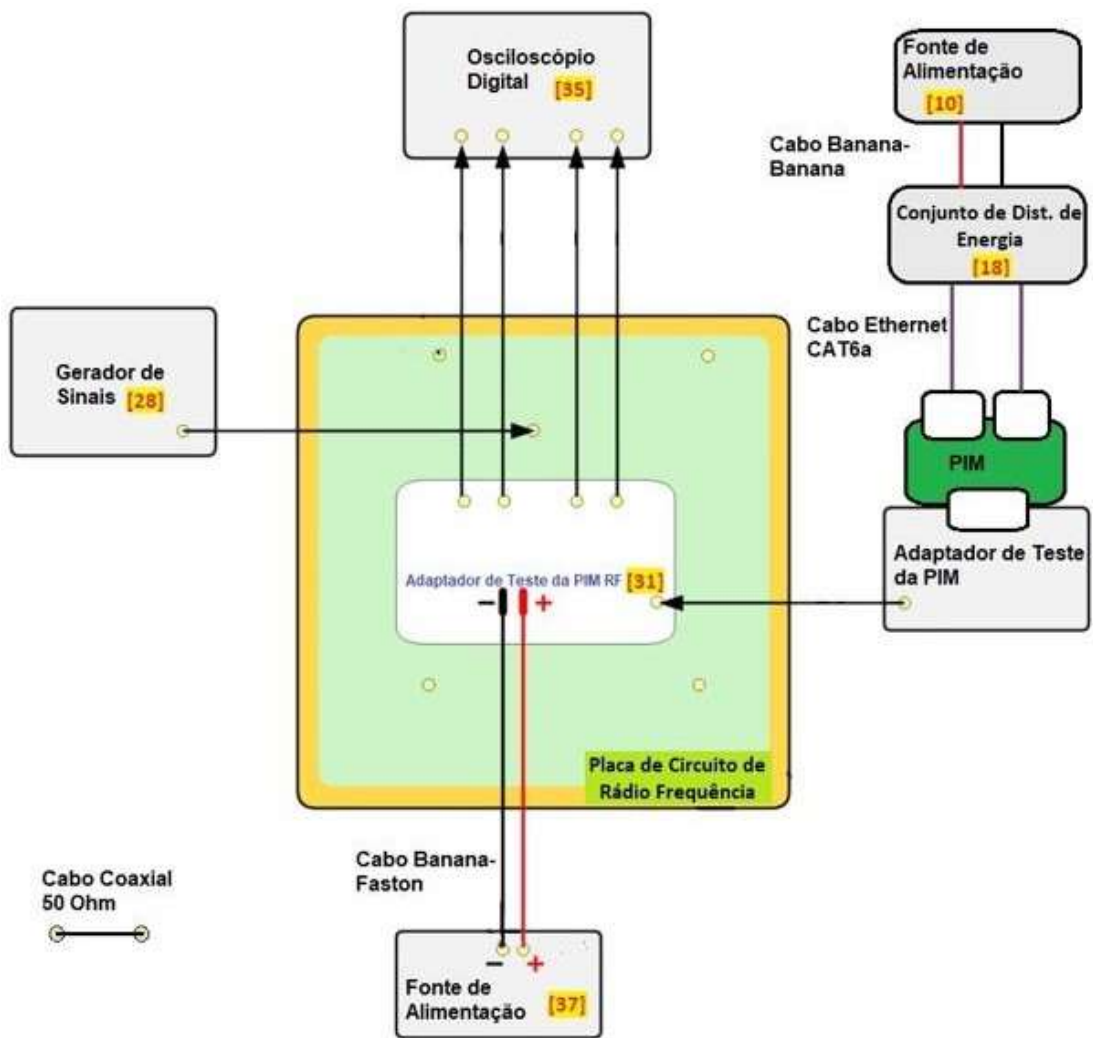 Osciloscópio
Digital [35]
Fonte de
Alimentação
[10]
Cabo Banana-
Banana
Conjunto de Dist. de
Energia
[18]
Cabo Ethernet
CAT6a
Gerador de
Sinais [28]
PIM
Adaptador de Teste
da PIM
Adaptador de Teste da PIM RF [31]
− +
Placa de Circuito de
Rádio Frequência
Cabo Banana-
Faston
Cabo Coaxial
50 Ohm
− +
Fonte de
Alimentação [37]